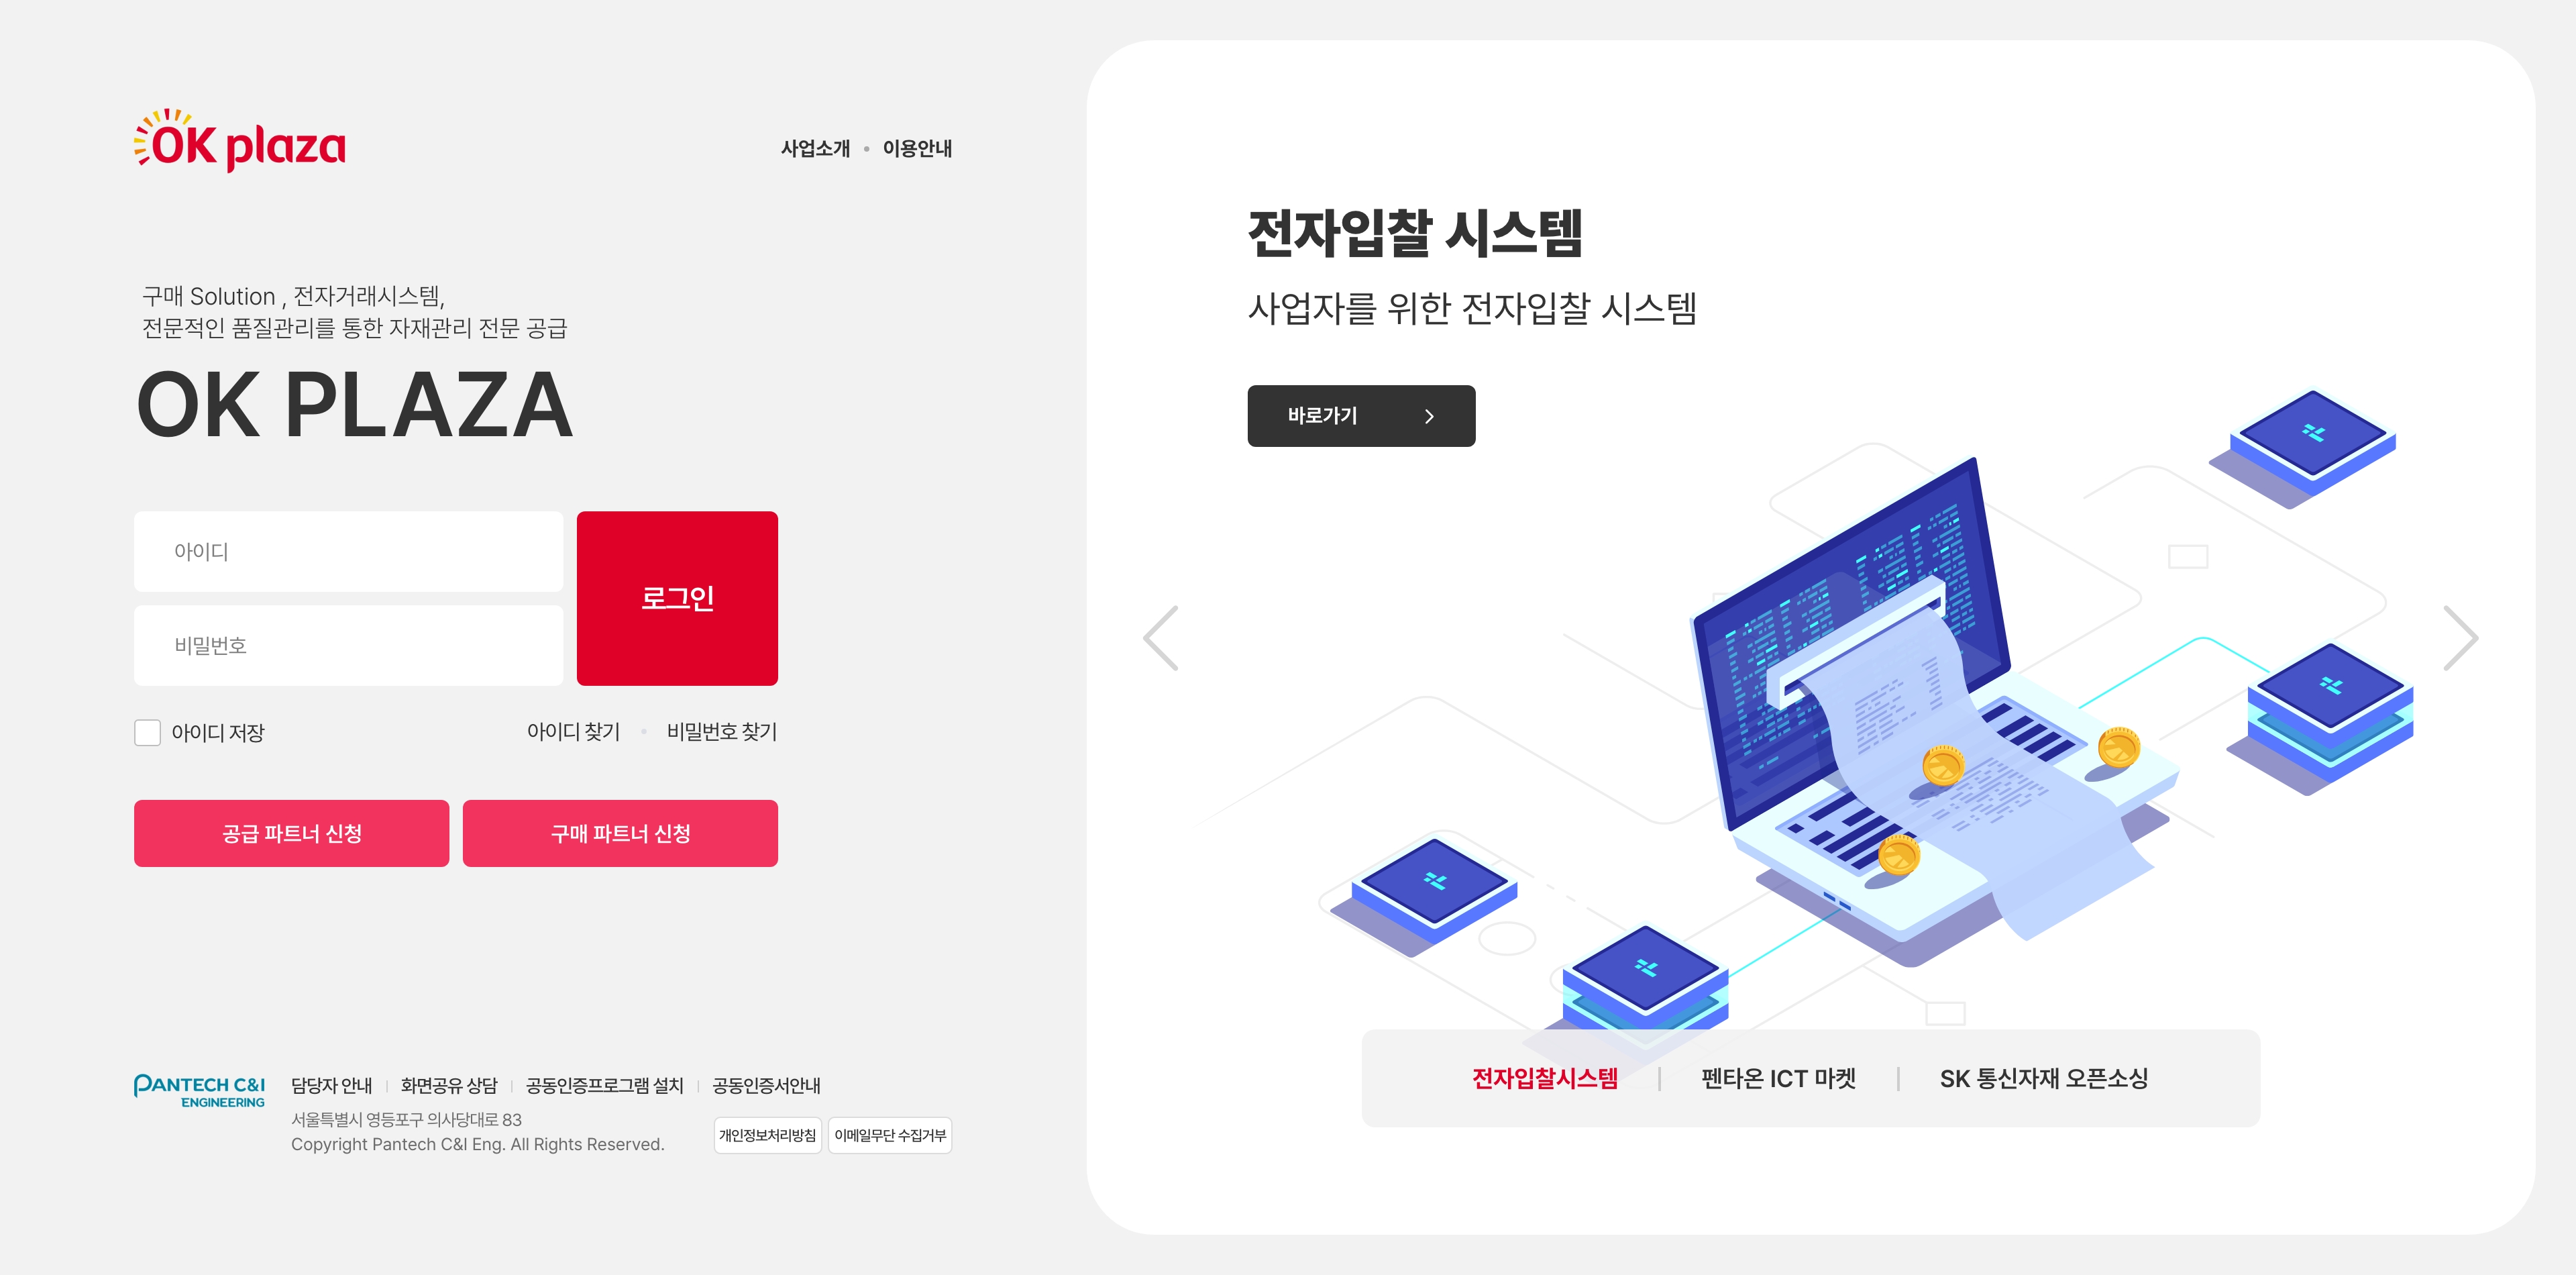 OK plaza
사업소개 • 이용안내
구매 Solution , 전자거래시스템,
전문적인 품질관리를 통한 자재관리 전문 공급
OK PLAZA
아이디
비밀번호
로그인
아이디 저장
아이디 찾기 • 비밀번호 찾기
공급 파트너 신청
구매 파트너 신청
PANTECH C&I
ENGINEERING
담당자 안내 | 화면공유 상담 | 공동인증프로그램 설치 | 공동인증서안내
서울특별시 영등포구 의사당대로 83
Copyright Pantech C&I Eng. All Rights Reserved.
개인정보처리방침
이메일무단 수집거부
전자입찰 시스템
사업자를 위한 전자입찰 시스템
바로가기
전자입찰시스템 | 펜타온 ICT 마켓 | SK 통신자재 오픈소싱